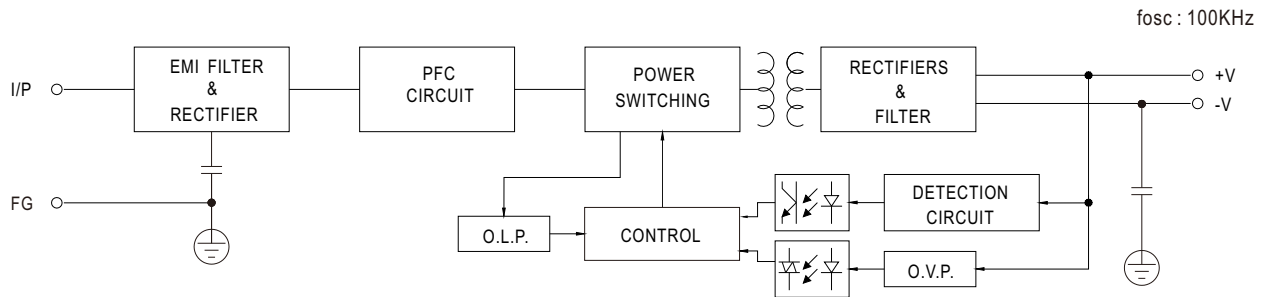 fosc : 100KHz
I/P
EMI FILTER
&
RECTIFIER
PFC
CIRCUIT
POWER
SWITCHING
RECTIFIERS
&
FILTER
+V
-V
FG
O.L.P.
CONTROL
DETECTION
CIRCUIT
O.V.P.